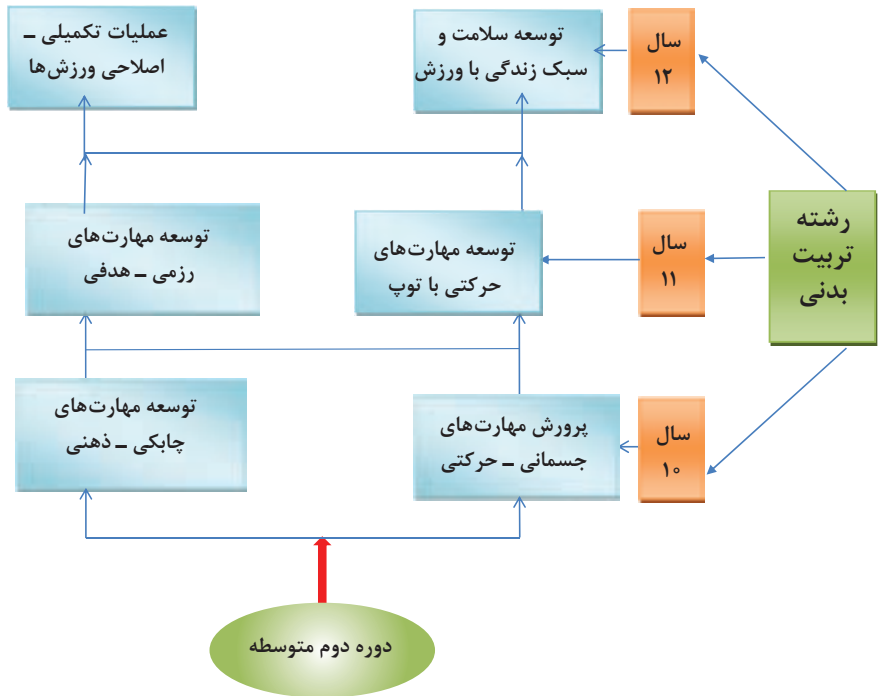 عملیات تکمیلی ـ
اصلاحی ورزش‌ها
توسعه سلامت و
سبک زندگی با ورزش
سال
۱۲
توسعه مهارت‌های
رزمی ـ هدفی
توسعه مهارت‌های
حرکتی با توپ
سال
۱۱
رشته
تربیت
بدنی
توسعه مهارت‌های
چابکی ـ ذهنی
پرورش مهارت‌های
جسمانی ـ حرکتی
سال
۱۰
دوره دوم متوسطه